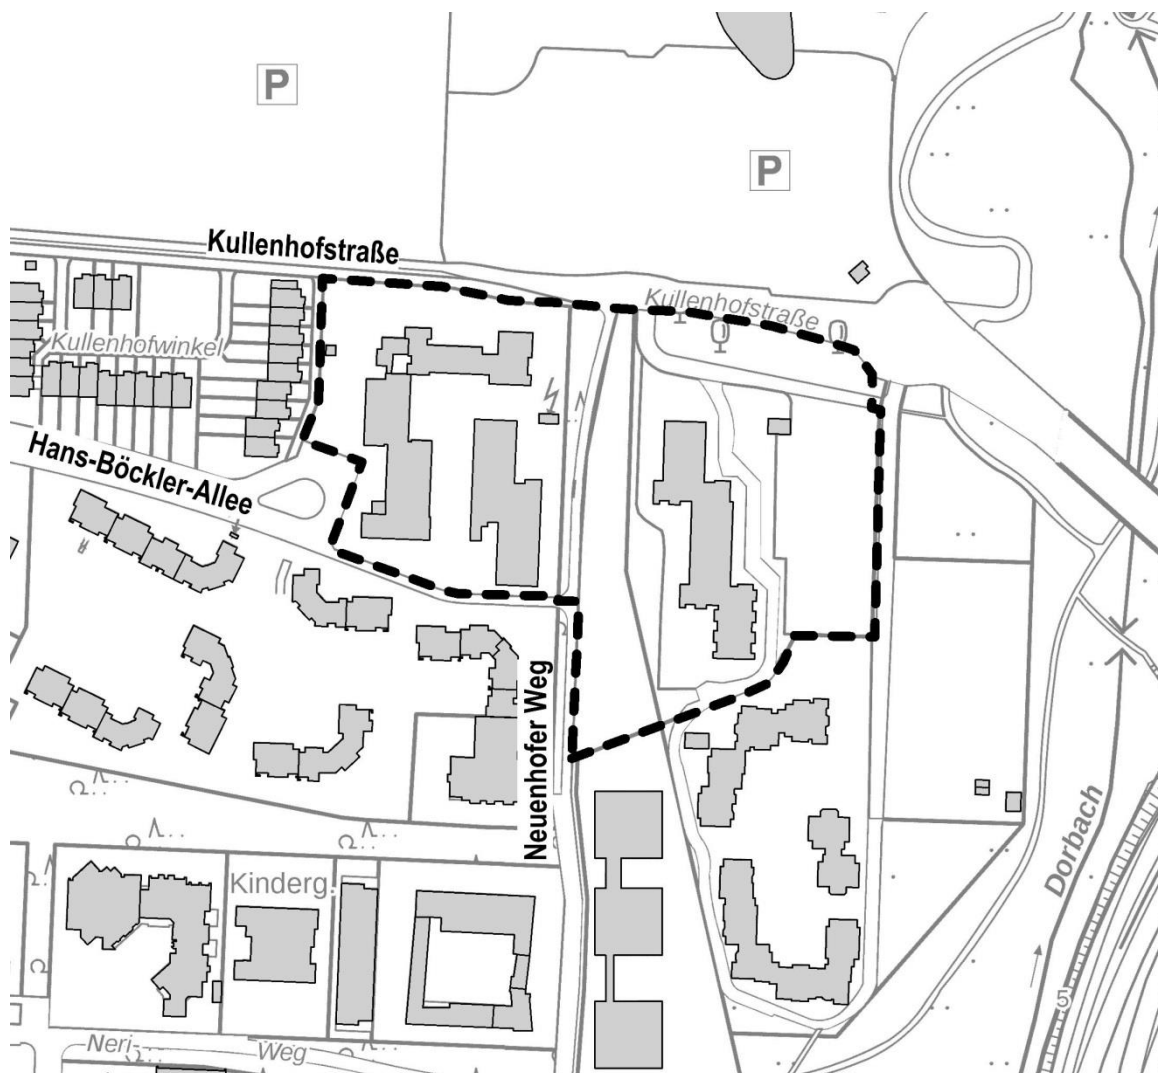 P
P
Kullenhofstraße
Kullenhofstraße
Kullenhofwinkel
Hans-Böckler-Allee
Neuenhofer Weg
Dorbach
Kinderg.
5
Neri-
Weg